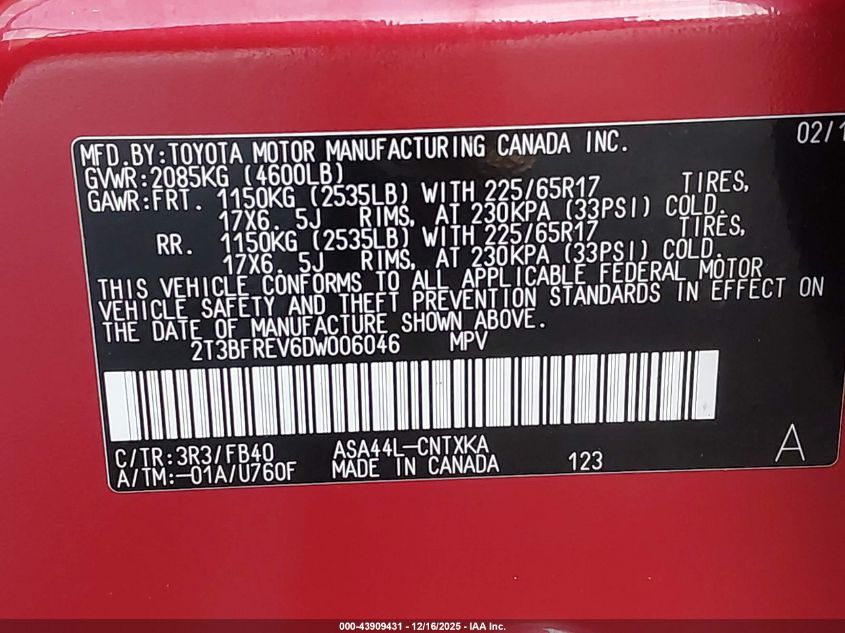 MFD.BY:TOYOTA MOTOR MANUFACTURING CANADA INC. 02/1
GVWR:2085KG (4600LB)
GAWR:FRT. 1150KG (2535LB) WITH 225/65R17 TIRES,
17X6. 5J RIMS, AT 230KPA (33PSI) COLD.
RR. 1150KG (2535LB) WITH 225/65R17 TIRES,
17X6. 5J RIMS, AT 230KPA (33PSI) COLD.
THIS VEHICLE CONFORMS TO ALL APPLICABLE FEDERAL MOTOR
VEHICLE SAFETY AND THEFT PREVENTION STANDARDS IN EFFECT ON
THE DATE OF MANUFACTURE SHOWN ABOVE.
2T3BFREV6DW006046 MPV
C/TR:3R3/FB40 ASA44L-CNTXKA
A/TM:-01A/U760F MADE IN CANADA 123 A
000-43909431 - 12/16/2025 - IAA Inc.